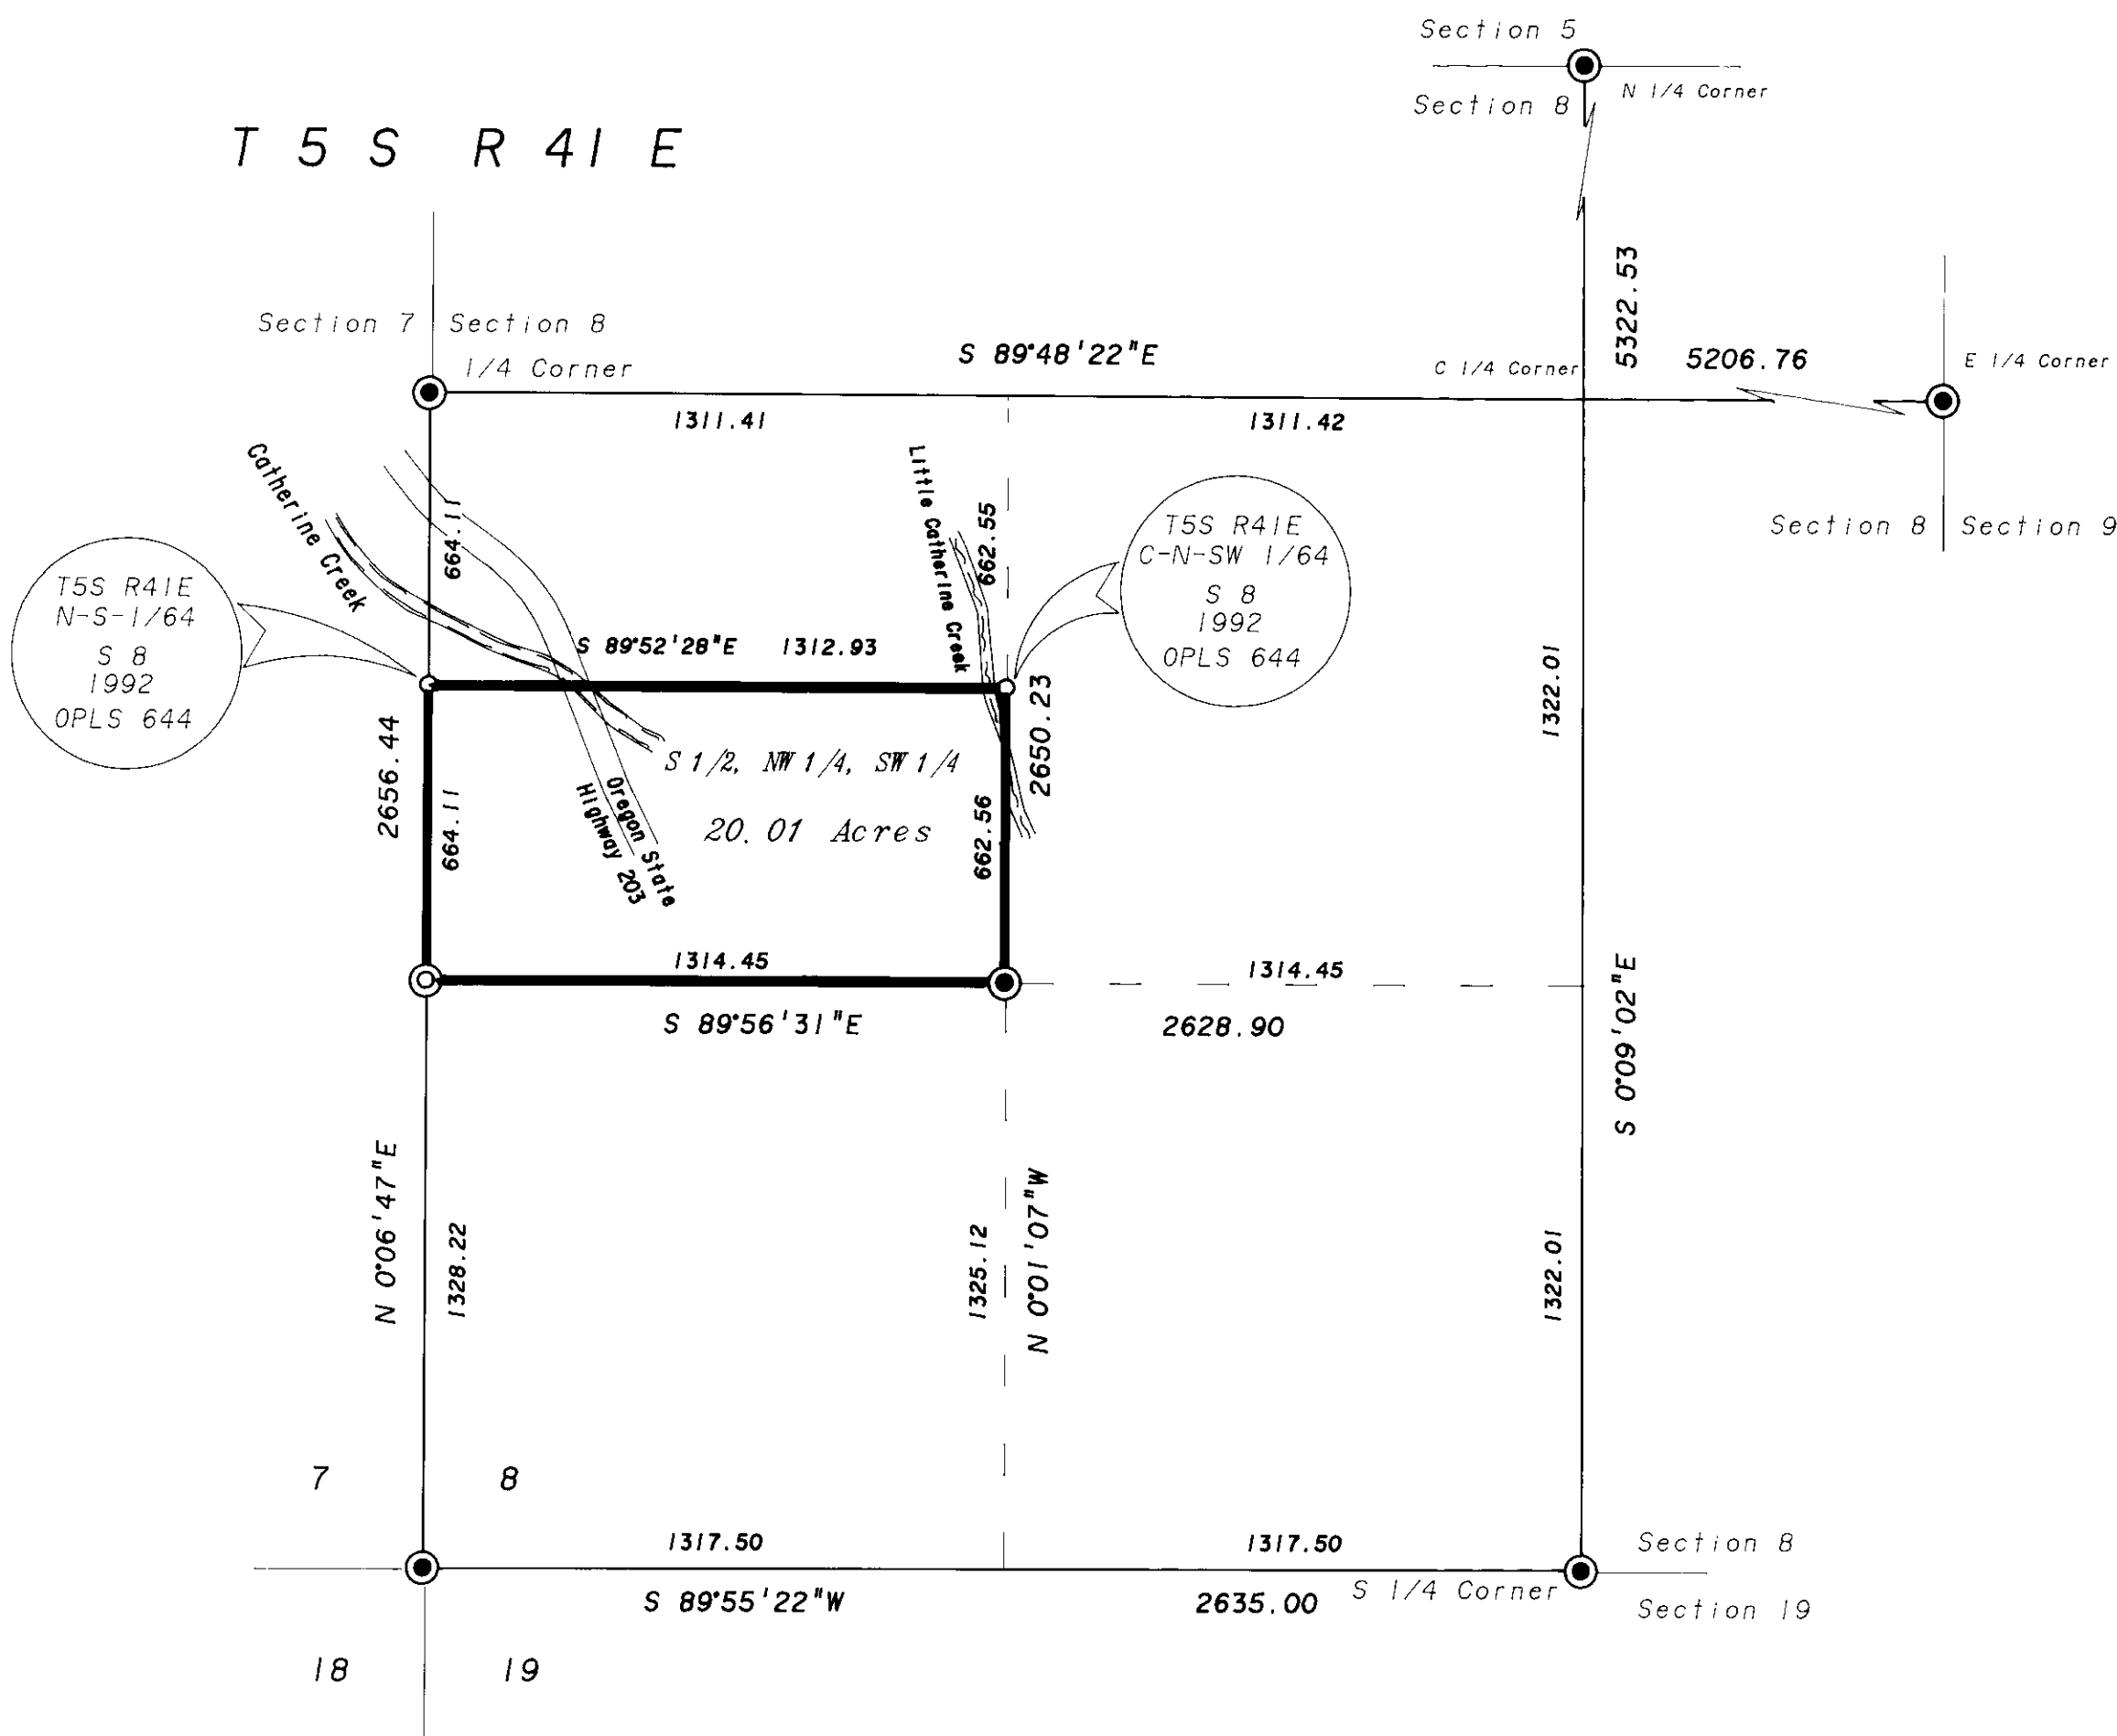 Section 5
N 1/4 Corner
Section 8
T 5 S R 41 E
5322.53
Section 7
Section 8
1/4 Corner
S 89°48'22"E
C 1/4 Corner
5206.76
E 1/4 Corner
1311.41
1311.42
Section 8
Section 9
Catherine Creek
664.11
Little Catherine Creek
662.55
T5S R41E
C-N-SW 1/64
S 8
1992
OPLS 644
T5S R41E
N-S-1/64
S 8
1992
OPLS 644
S 89°52'28"E 1312.93
1322.01
2656.44
664.11
S 1/2, NW 1/4, SW 1/4
20.01 Acres
Oregon State
Highway 203
662.56
2650.23
1314.45
1314.45
S 89°56'31"E
2628.90
S 0°09'02"E
N 0°06'47"E
1328.22
1325.12
N 0°01'07"W
1322.01
7
8
1317.50
1317.50
Section 8
S 89°55'22"W
2635.00
S 1/4 Corner
Section 19
18
19